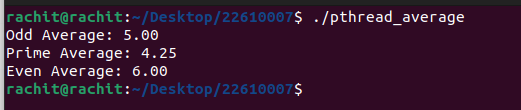 rachit@rachit:~/Desktop/22610007$ ./pthread_average
Odd Average: 5.00
Prime Average: 4.25
Even Average: 6.00
rachit@rachit:~/Desktop/22610007$